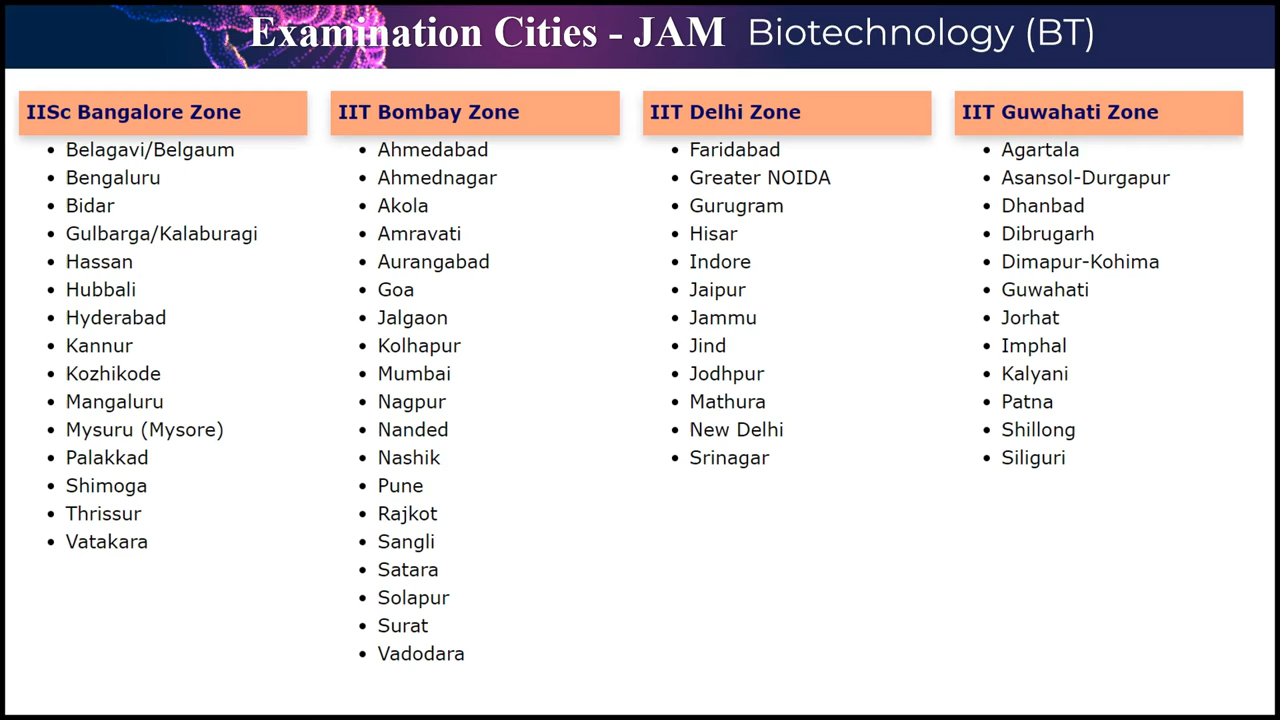 Examination Cities - JAM Biotechnology (BT)
IISc Bangalore Zone
• Belagavi/Belgaum
• Bengaluru
• Bidar
• Gulbarga/Kalaburagi
• Hassan
• Hubbali
• Hyderabad
• Kannur
• Kozhikode
• Mangaluru
• Mysuru (Mysore)
• Palakkad
• Shimoga
• Thrissur
• Vatakara
IIT Bombay Zone
• Ahmedabad
• Ahmednagar
• Akola
• Amravati
• Aurangabad
• Goa
• Jalgaon
• Kolhapur
• Mumbai
• Nagpur
• Nanded
• Nashik
• Pune
• Rajkot
• Sangli
• Satara
• Solapur
• Surat
• Vadodara
IIT Delhi Zone
• Faridabad
• Greater NOIDA
• Gurugram
• Hisar
• Indore
• Jaipur
• Jammu
• Jind
• Jodhpur
• Mathura
• New Delhi
• Srinagar
IIT Guwahati Zone
• Agartala
• Asansol-Durgapur
• Dhanbad
• Dibrugarh
• Dimapur-Kohima
• Guwahati
• Jorhat
• Imphal
• Kalyani
• Patna
• Shillong
• Siliguri